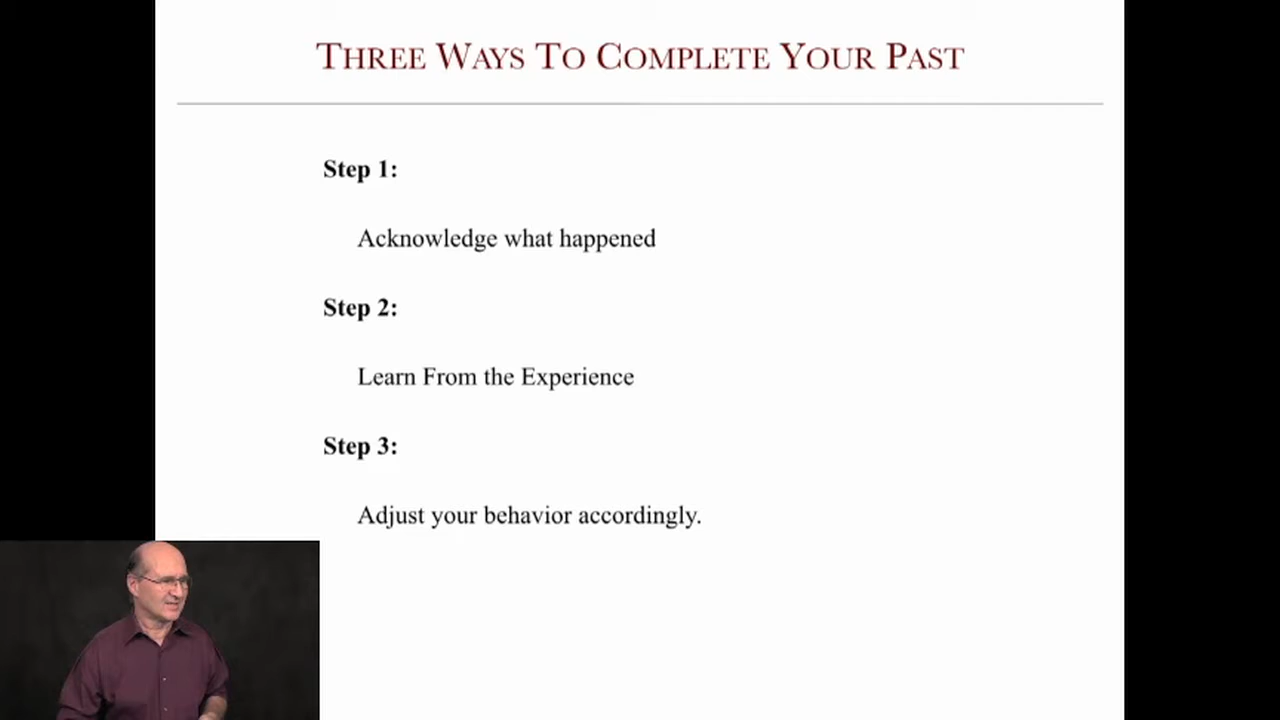 THREE WAYS TO COMPLETE YOUR PAST
Step 1:
Acknowledge what happened
Step 2:
Learn From the Experience
Step 3:
Adjust your behavior accordingly.